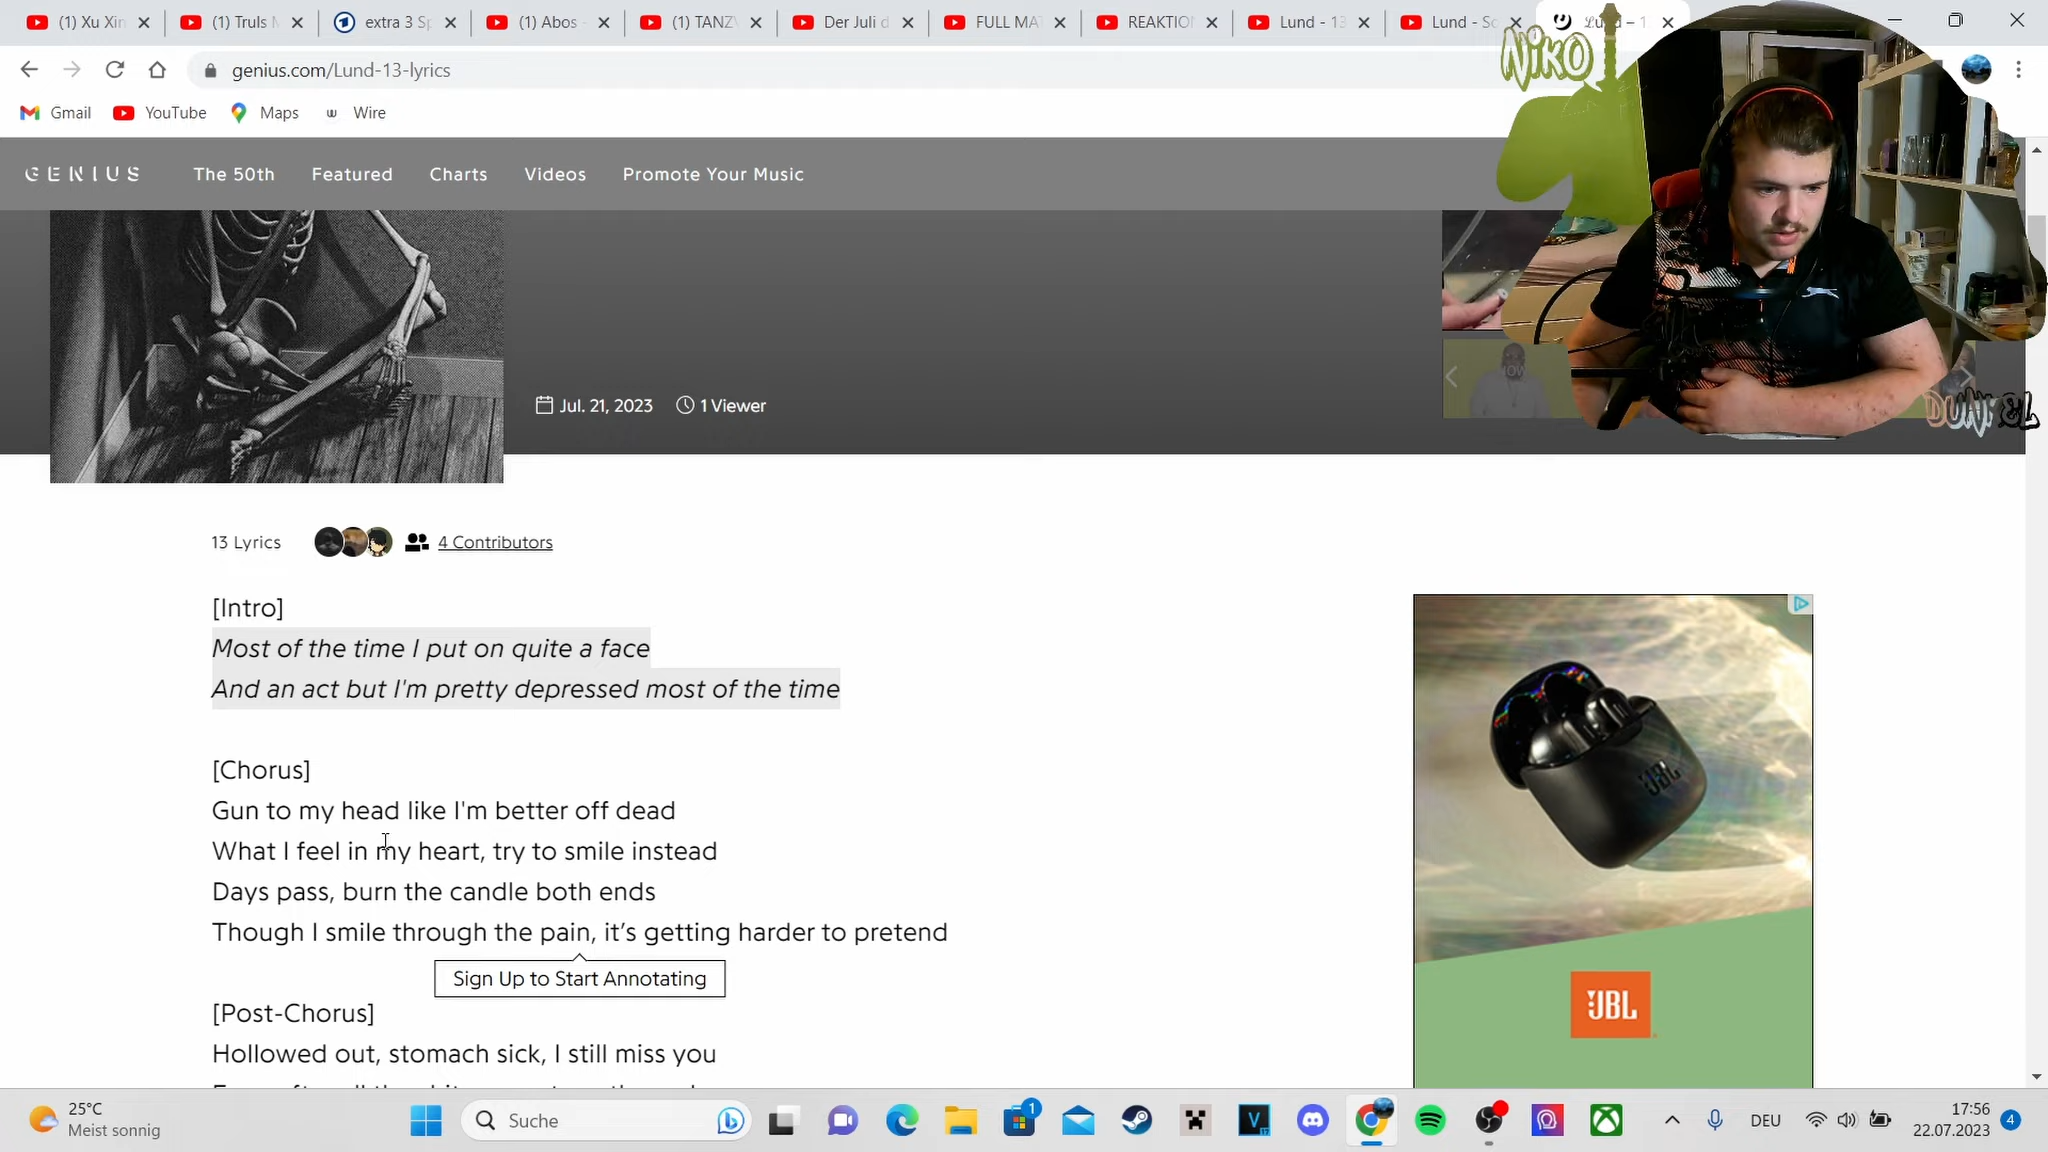 (1) Xu Xin
(1) Truls M
extra 3 Sp
(1) Abos -
(1) TANZV
Der Juli d
FULL MA
REAKTION
Lund - 13
Lund - So
genius.com/Lund-13-lyrics
Gmail
YouTube
Maps
Wire
NiKO
GENIUS
The 50th
Featured
Charts
Videos
Promote Your Music
Jul. 21, 2023
1 Viewer
13 Lyrics
4 Contributors
[Intro]
Most of the time I put on quite a face
And an act but I'm pretty depressed most of the time
[Chorus]
Gun to my head like I'm better off dead
What I feel in my heart, try to smile instead
Days pass, burn the candle both ends
Though I smile through the pain, it’s getting harder to pretend
Sign Up to Start Annotating
[Post-Chorus]
Hollowed out, stomach sick, I still miss you
JBL
JBL
25°C
Meist sonnig
Suche
1
DEU
17:56
22.07.2023
4